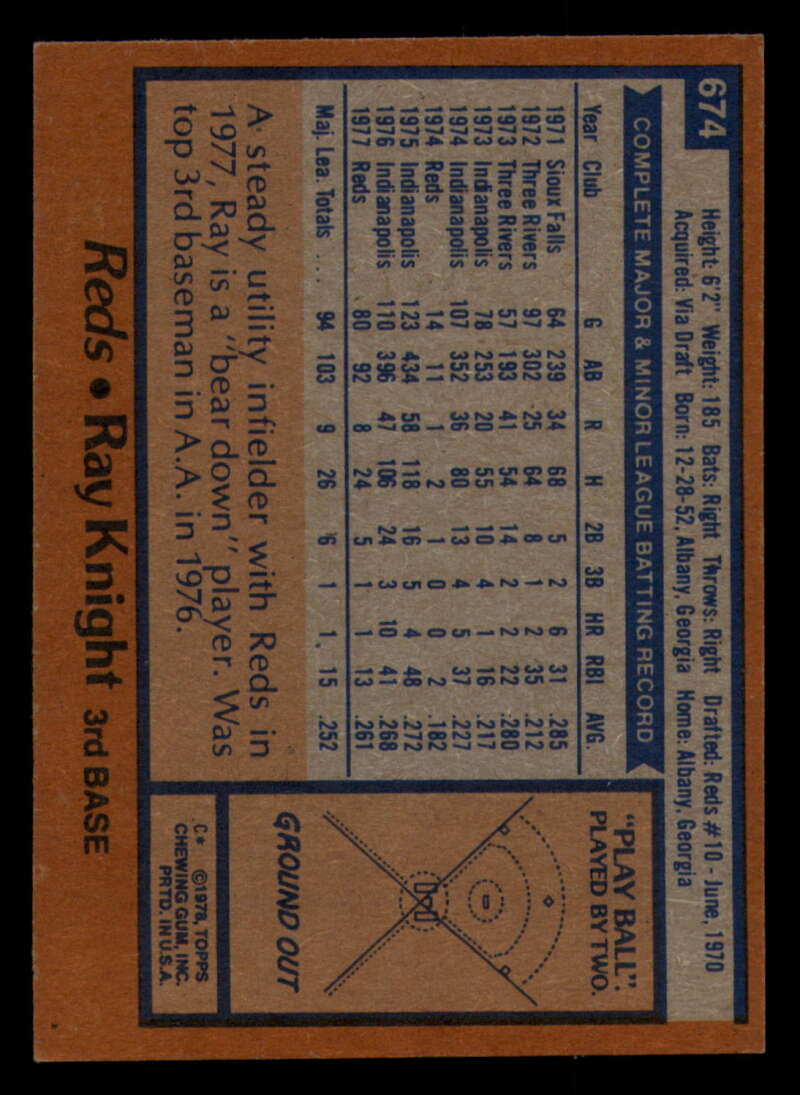 674
Height: 6'2" Weight: 185 Bats: Right Throws: Right Drafted: Reds #10 - June, 1970
Acquired: Via Draft Born: 12-28-52, Albany, Georgia Home: Albany, Georgia
COMPLETE MAJOR & MINOR LEAGUE BATTING RECORD
Year Club G AB R H 2B 3B HR RBI AVG.
1971 Sioux Falls 64 239 34 68 5 2 6 31 .285
1972 Three Rivers 97 302 25 64 8 1 2 35 .212
1973 Three Rivers 57 193 41 54 14 2 2 22 .280
1973 Indianapolis 78 253 20 55 10 4 1 16 .217
1974 Indianapolis 107 352 36 80 13 4 5 37 .227
1974 Reds 14 11 1 2 1 0 0 2 .182
1975 Indianapolis 123 434 58 118 16 5 4 48 .272
1976 Indianapolis 110 396 47 106 24 3 10 41 .268
1977 Reds 80 92 8 24 5 1 1 13 .261
Maj. Lea. Totals .... 94 103 9 26 6 1 1 15 .252
A steady utility infielder with Reds in
1977, Ray is a "bear down" player. Was
top 3rd baseman in A.A. in 1976.
"PLAY BALL":
PLAYED BY TWO.
GROUND OUT
C* ©1978, TOPPS
CHEWING GUM, INC.
PRTD. IN U.S.A.
Reds • Ray Knight 3rd BASE